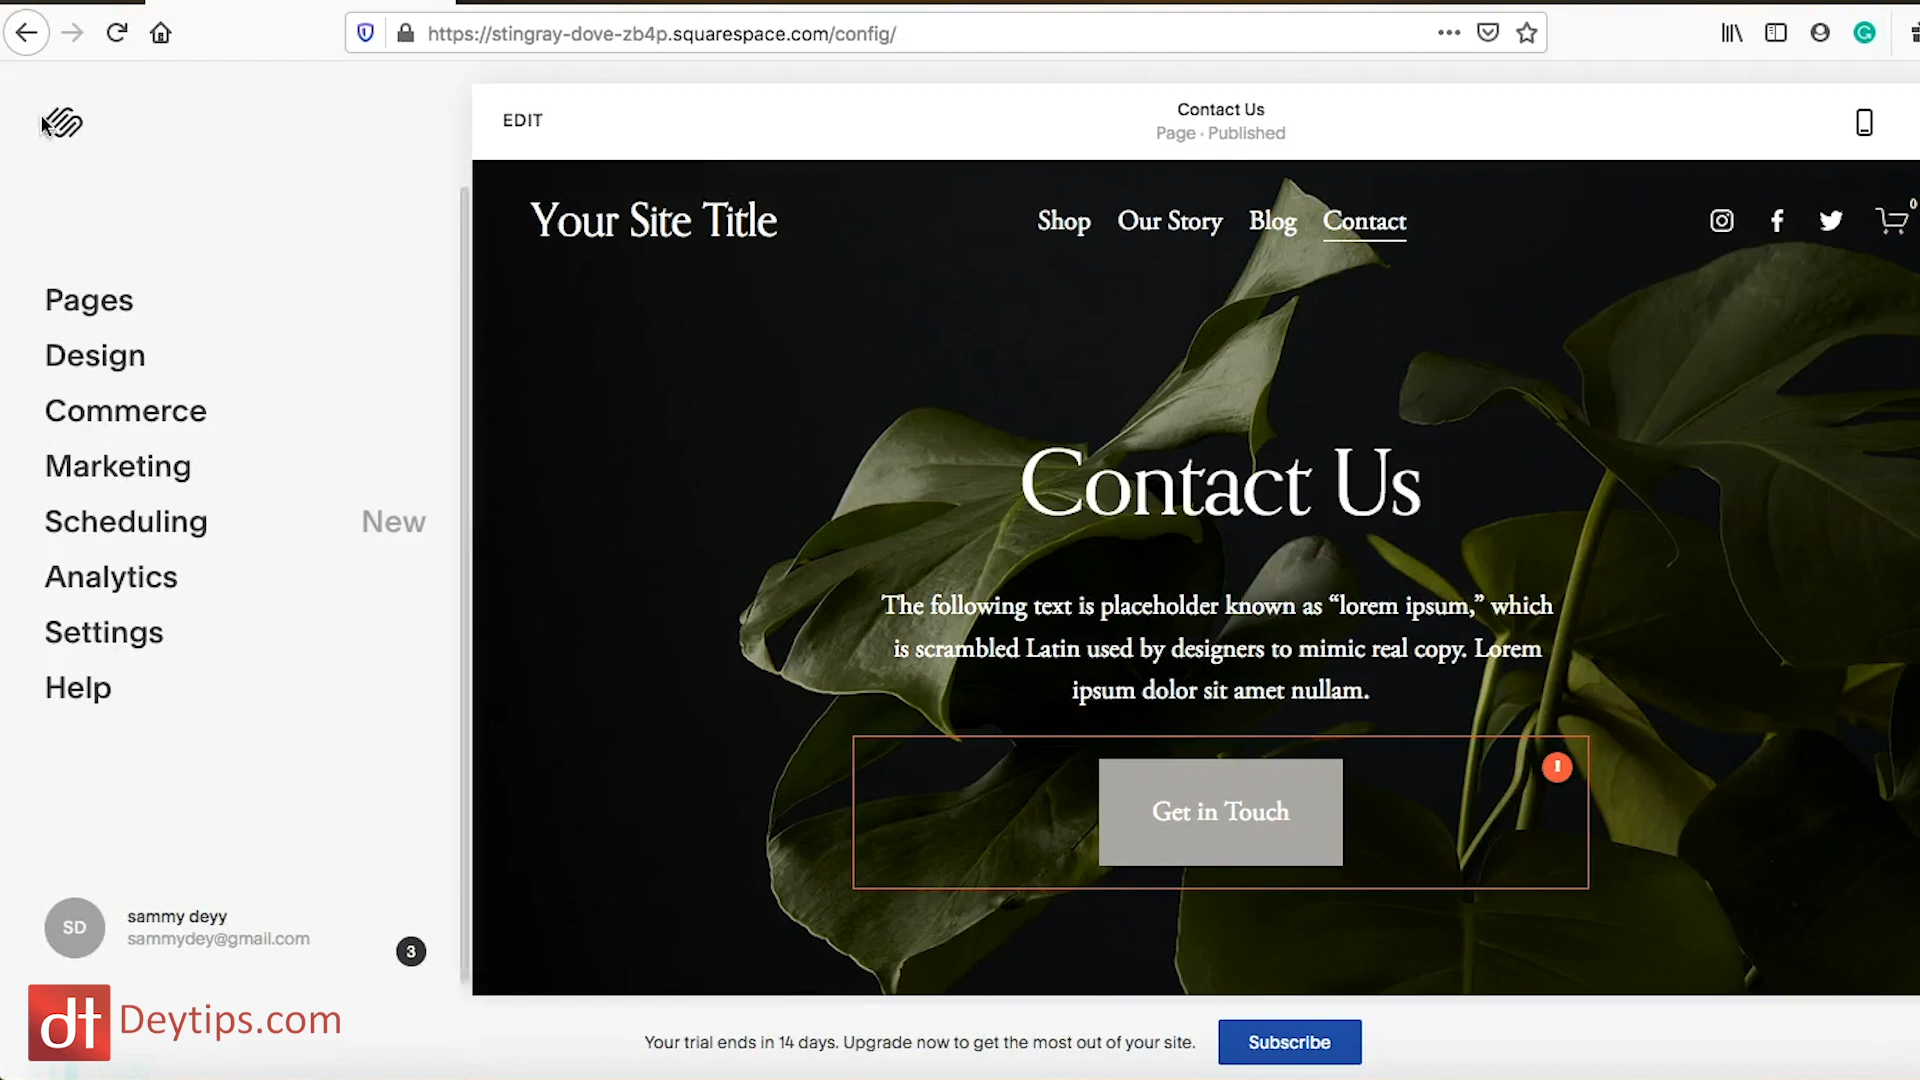 https://stingray-dove-zb4p.squarespace.com/config/
EDIT
Contact Us
Page · Published
Your Site Title
Shop
Our Story
Blog
Contact
0
Pages
Design
Commerce
Marketing
Scheduling
New
Analytics
Settings
Help
Contact Us
The following text is placeholder known as “lorem ipsum,” which
is scrambled Latin used by designers to mimic real copy. Lorem
ipsum dolor sit amet nullam.
!
Get in Touch
SD
sammy deyy
sammydey@gmail.com
3
dt Deytips.com
Your trial ends in 14 days. Upgrade now to get the most out of your site.
Subscribe